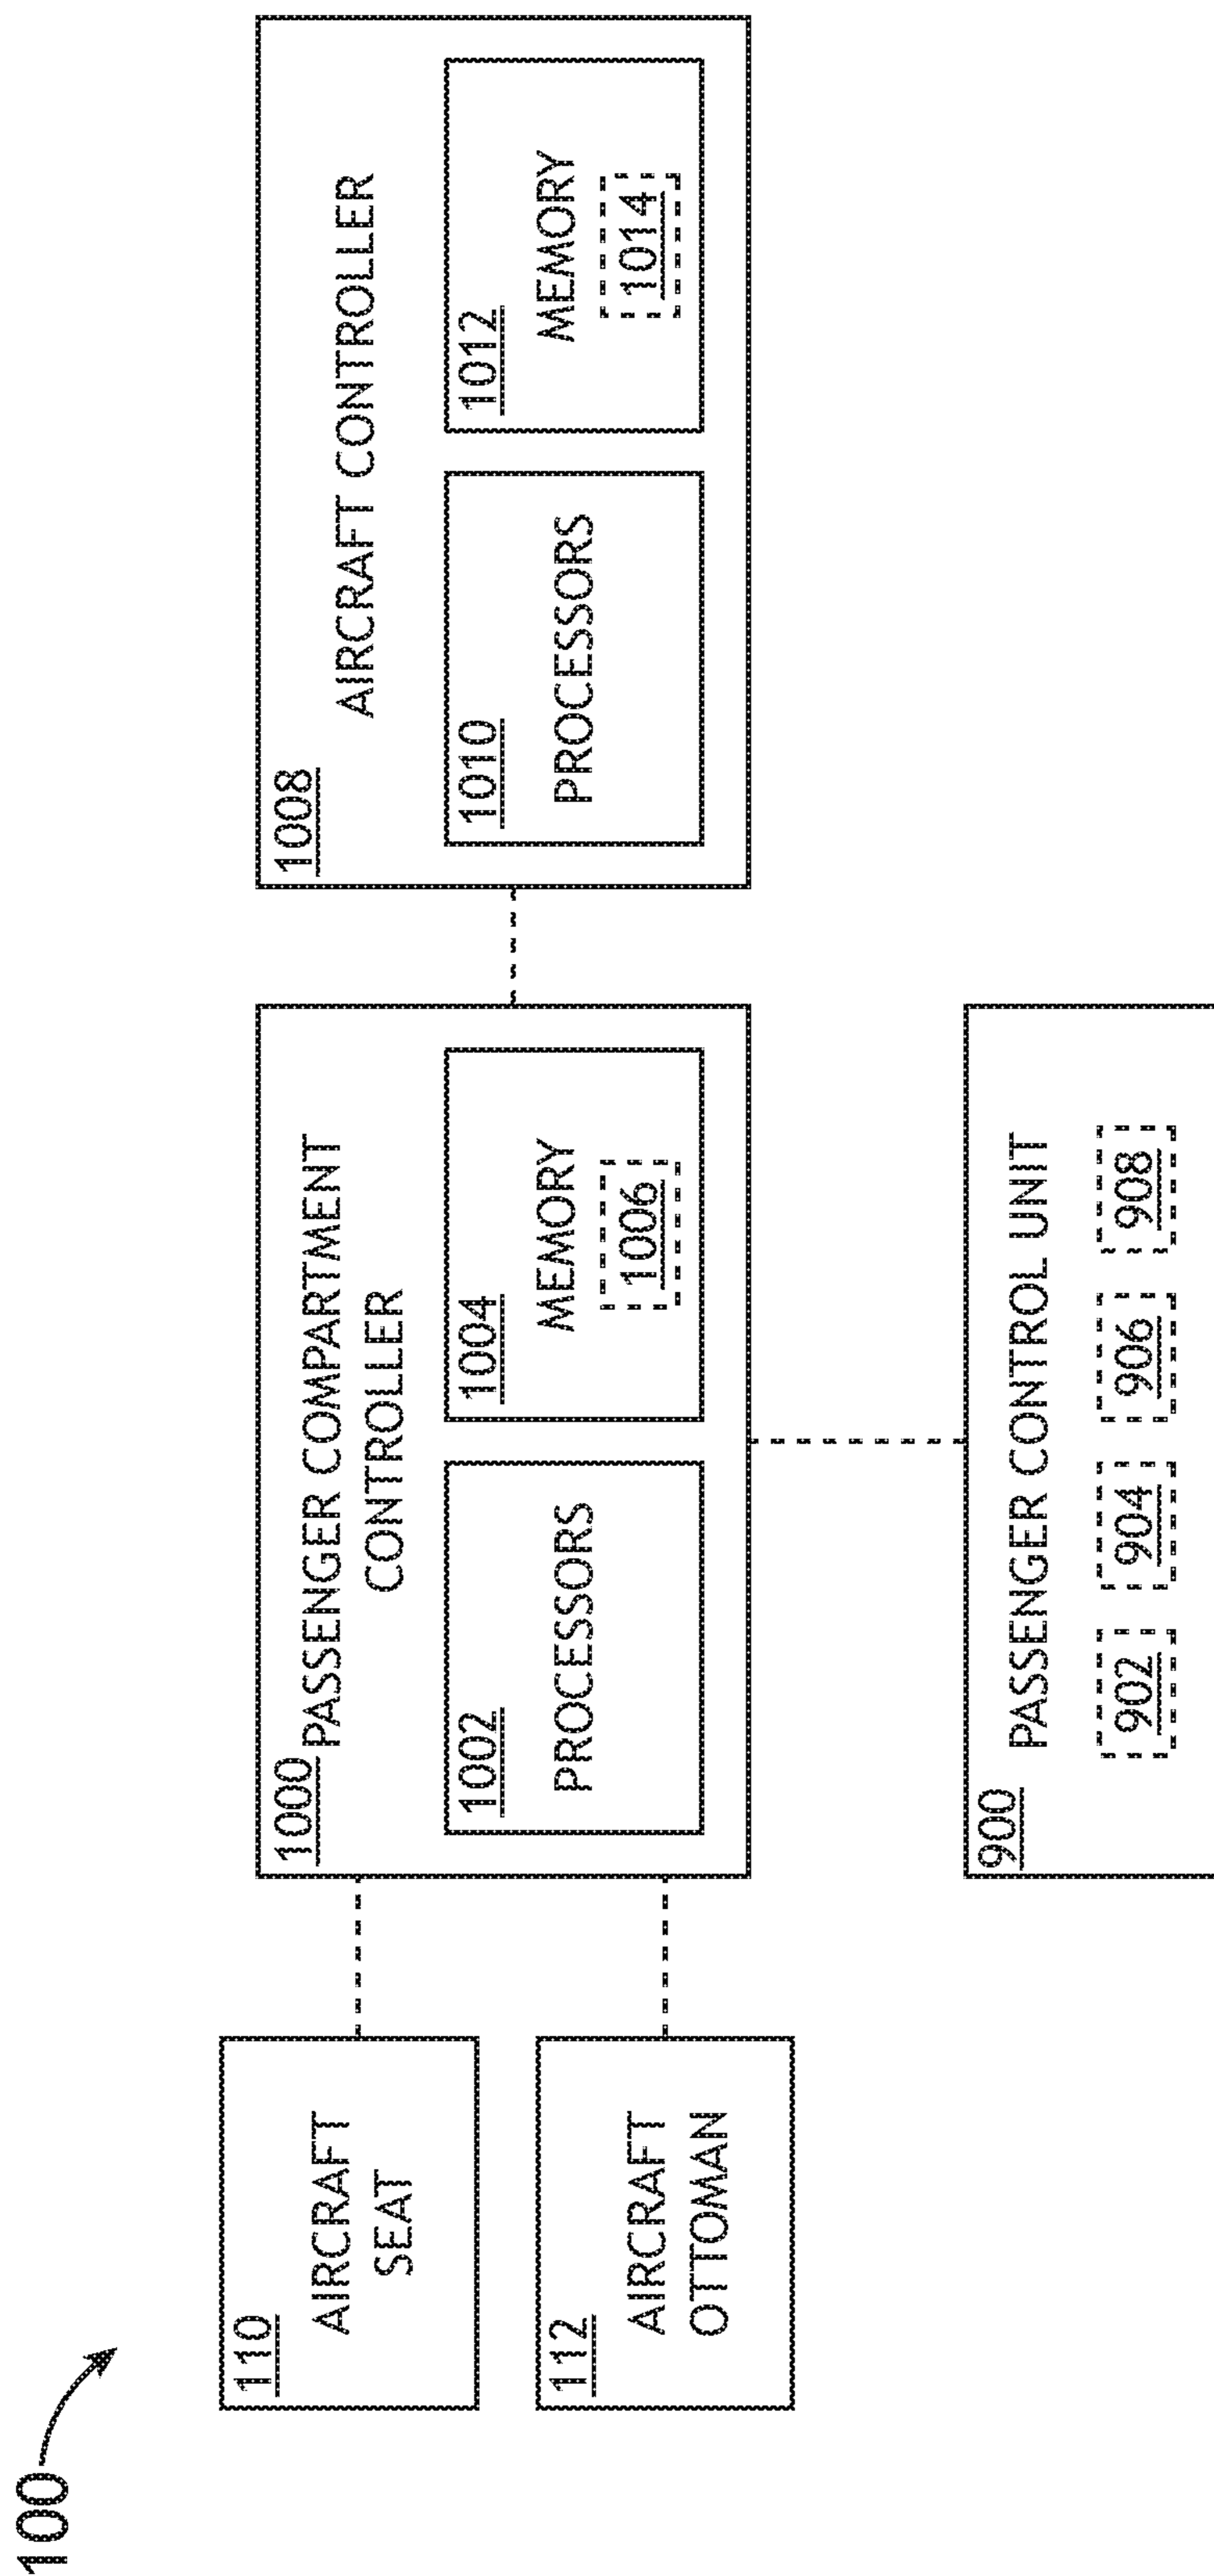 100
110
AIRCRAFT
SEAT
112
AIRCRAFT
OTTOMAN
1000
PASSENGER COMPARTMENT
CONTROLLER
1002
PROCESSORS
1004
MEMORY
1006
1008
AIRCRAFT CONTROLLER
1010
PROCESSORS
1012
MEMORY
1014
900
PASSENGER CONTROL UNIT
902 904 906 908